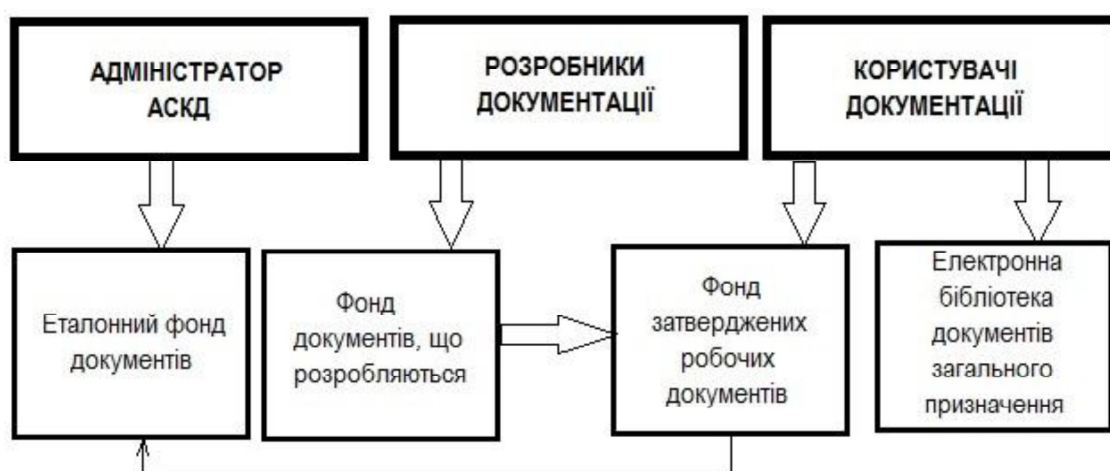 АДМІНІСТРАТОР
АСКД
РОЗРОБНИКИ
ДОКУМЕНТАЦІЇ
КОРИСТУВАЧІ
ДОКУМЕНТАЦІЇ
Еталонний фонд
документів
Фонд
документів, що
розробляються
Фонд
затверджених
робочих
документів
Електронна
бібліотека
документів
загального
призначення